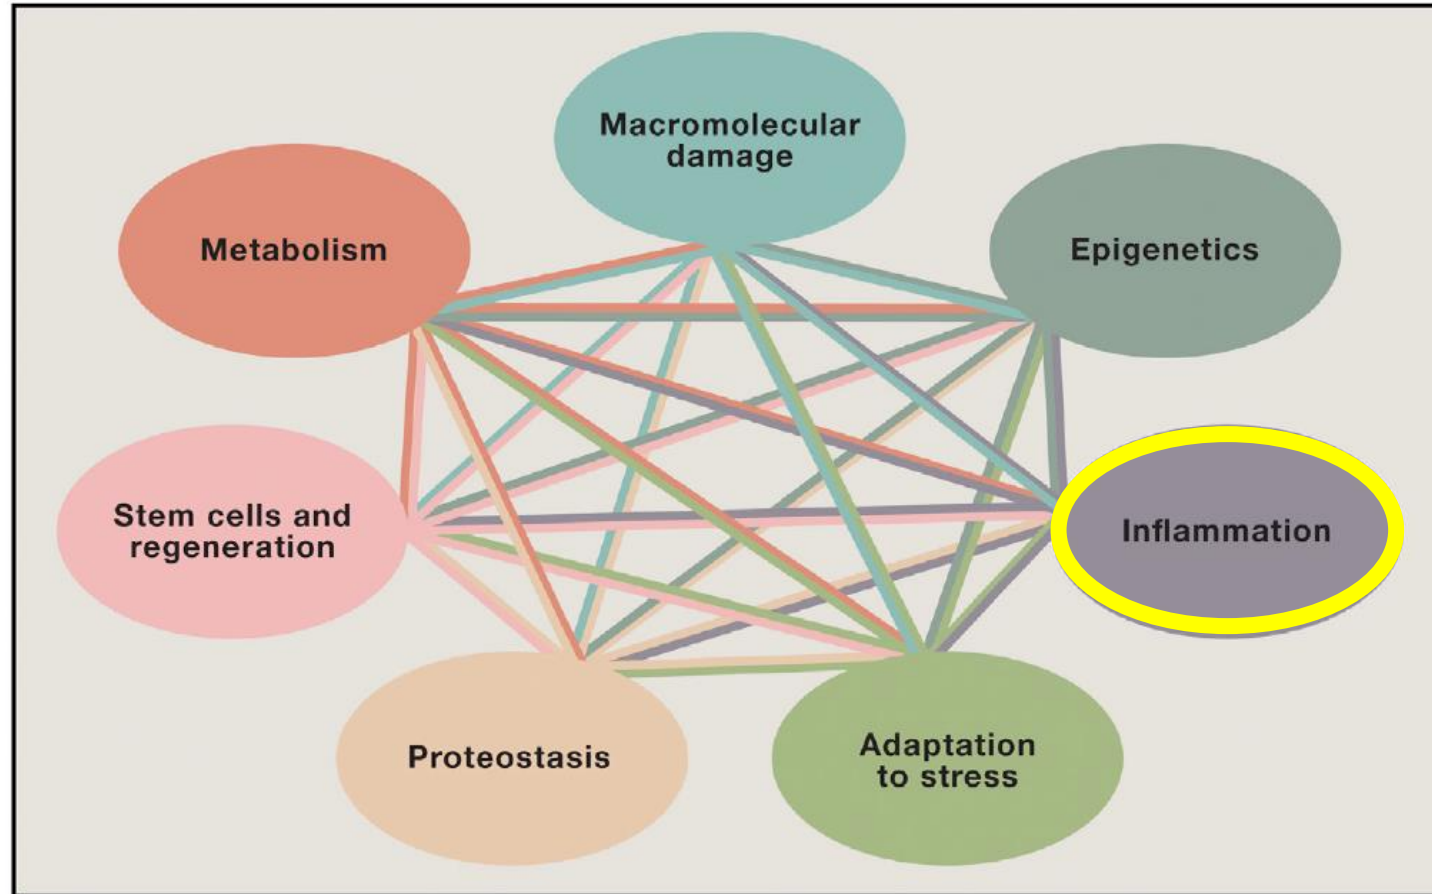 Macromolecular
damage
Metabolism
Epigenetics
Stem cells and
regeneration
Inflammation
Proteostasis
Adaptation
to stress